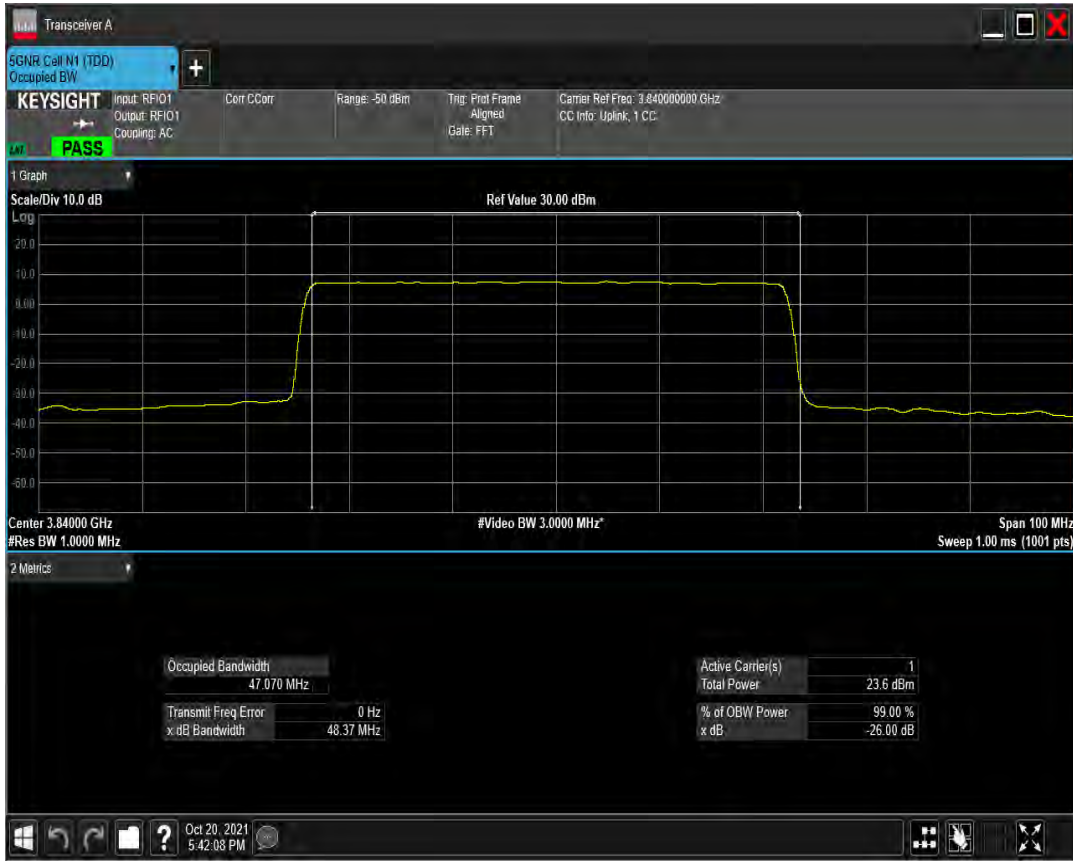 Transceiver A
5GNR Cell N1 (TDD)
Occupied BW
+
KEYSIGHT
Input: RFIO1
Output: RFIO1
Coupling: AC
Corr CCorr
Range: -50 dBm
Trig: Prot Frame
Aligned
Gate: FFT
Carrier Ref Freq: 3.840000000 GHz
CC Info: Uplink, 1 CC
PASS
1 Graph
Scale/Div 10.0 dB
Ref Value 30.00 dBm
Log
20.0
10.0
0.00
-10.0
-20.0
-30.0
-40.0
-50.0
-60.0
Center 3.84000 GHz
#Video BW 3.0000 MHz*
Span 100 MHz
#Res BW 1.0000 MHz
Sweep 1.00 ms (1001 pts)
2 Metrics
Occupied Bandwidth
47.070 MHz
Transmit Freq Error 0 Hz
x dB Bandwidth 48.37 MHz
Active Carrier(s) 1
Total Power 23.6 dBm
% of OBW Power 99.00 %
x dB -26.00 dB
?
Oct 20, 2021
5:42:08 PM